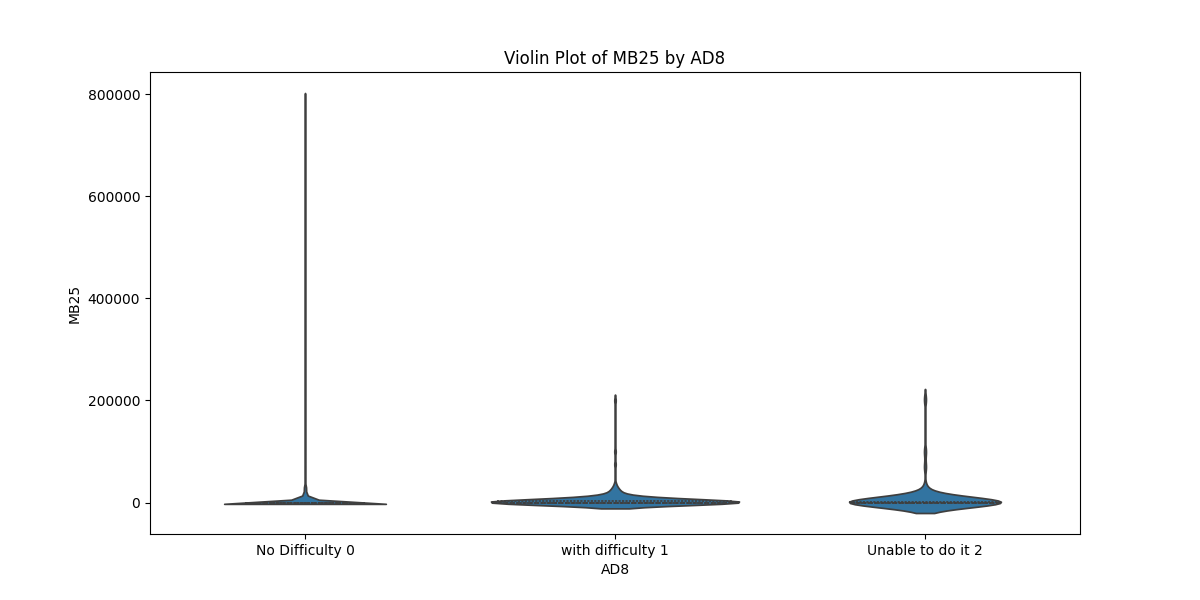 Violin Plot of MB25 by AD8
800000
600000
400000
200000
0
MB25
No Difficulty 0
with difficulty 1
Unable to do it 2
AD8